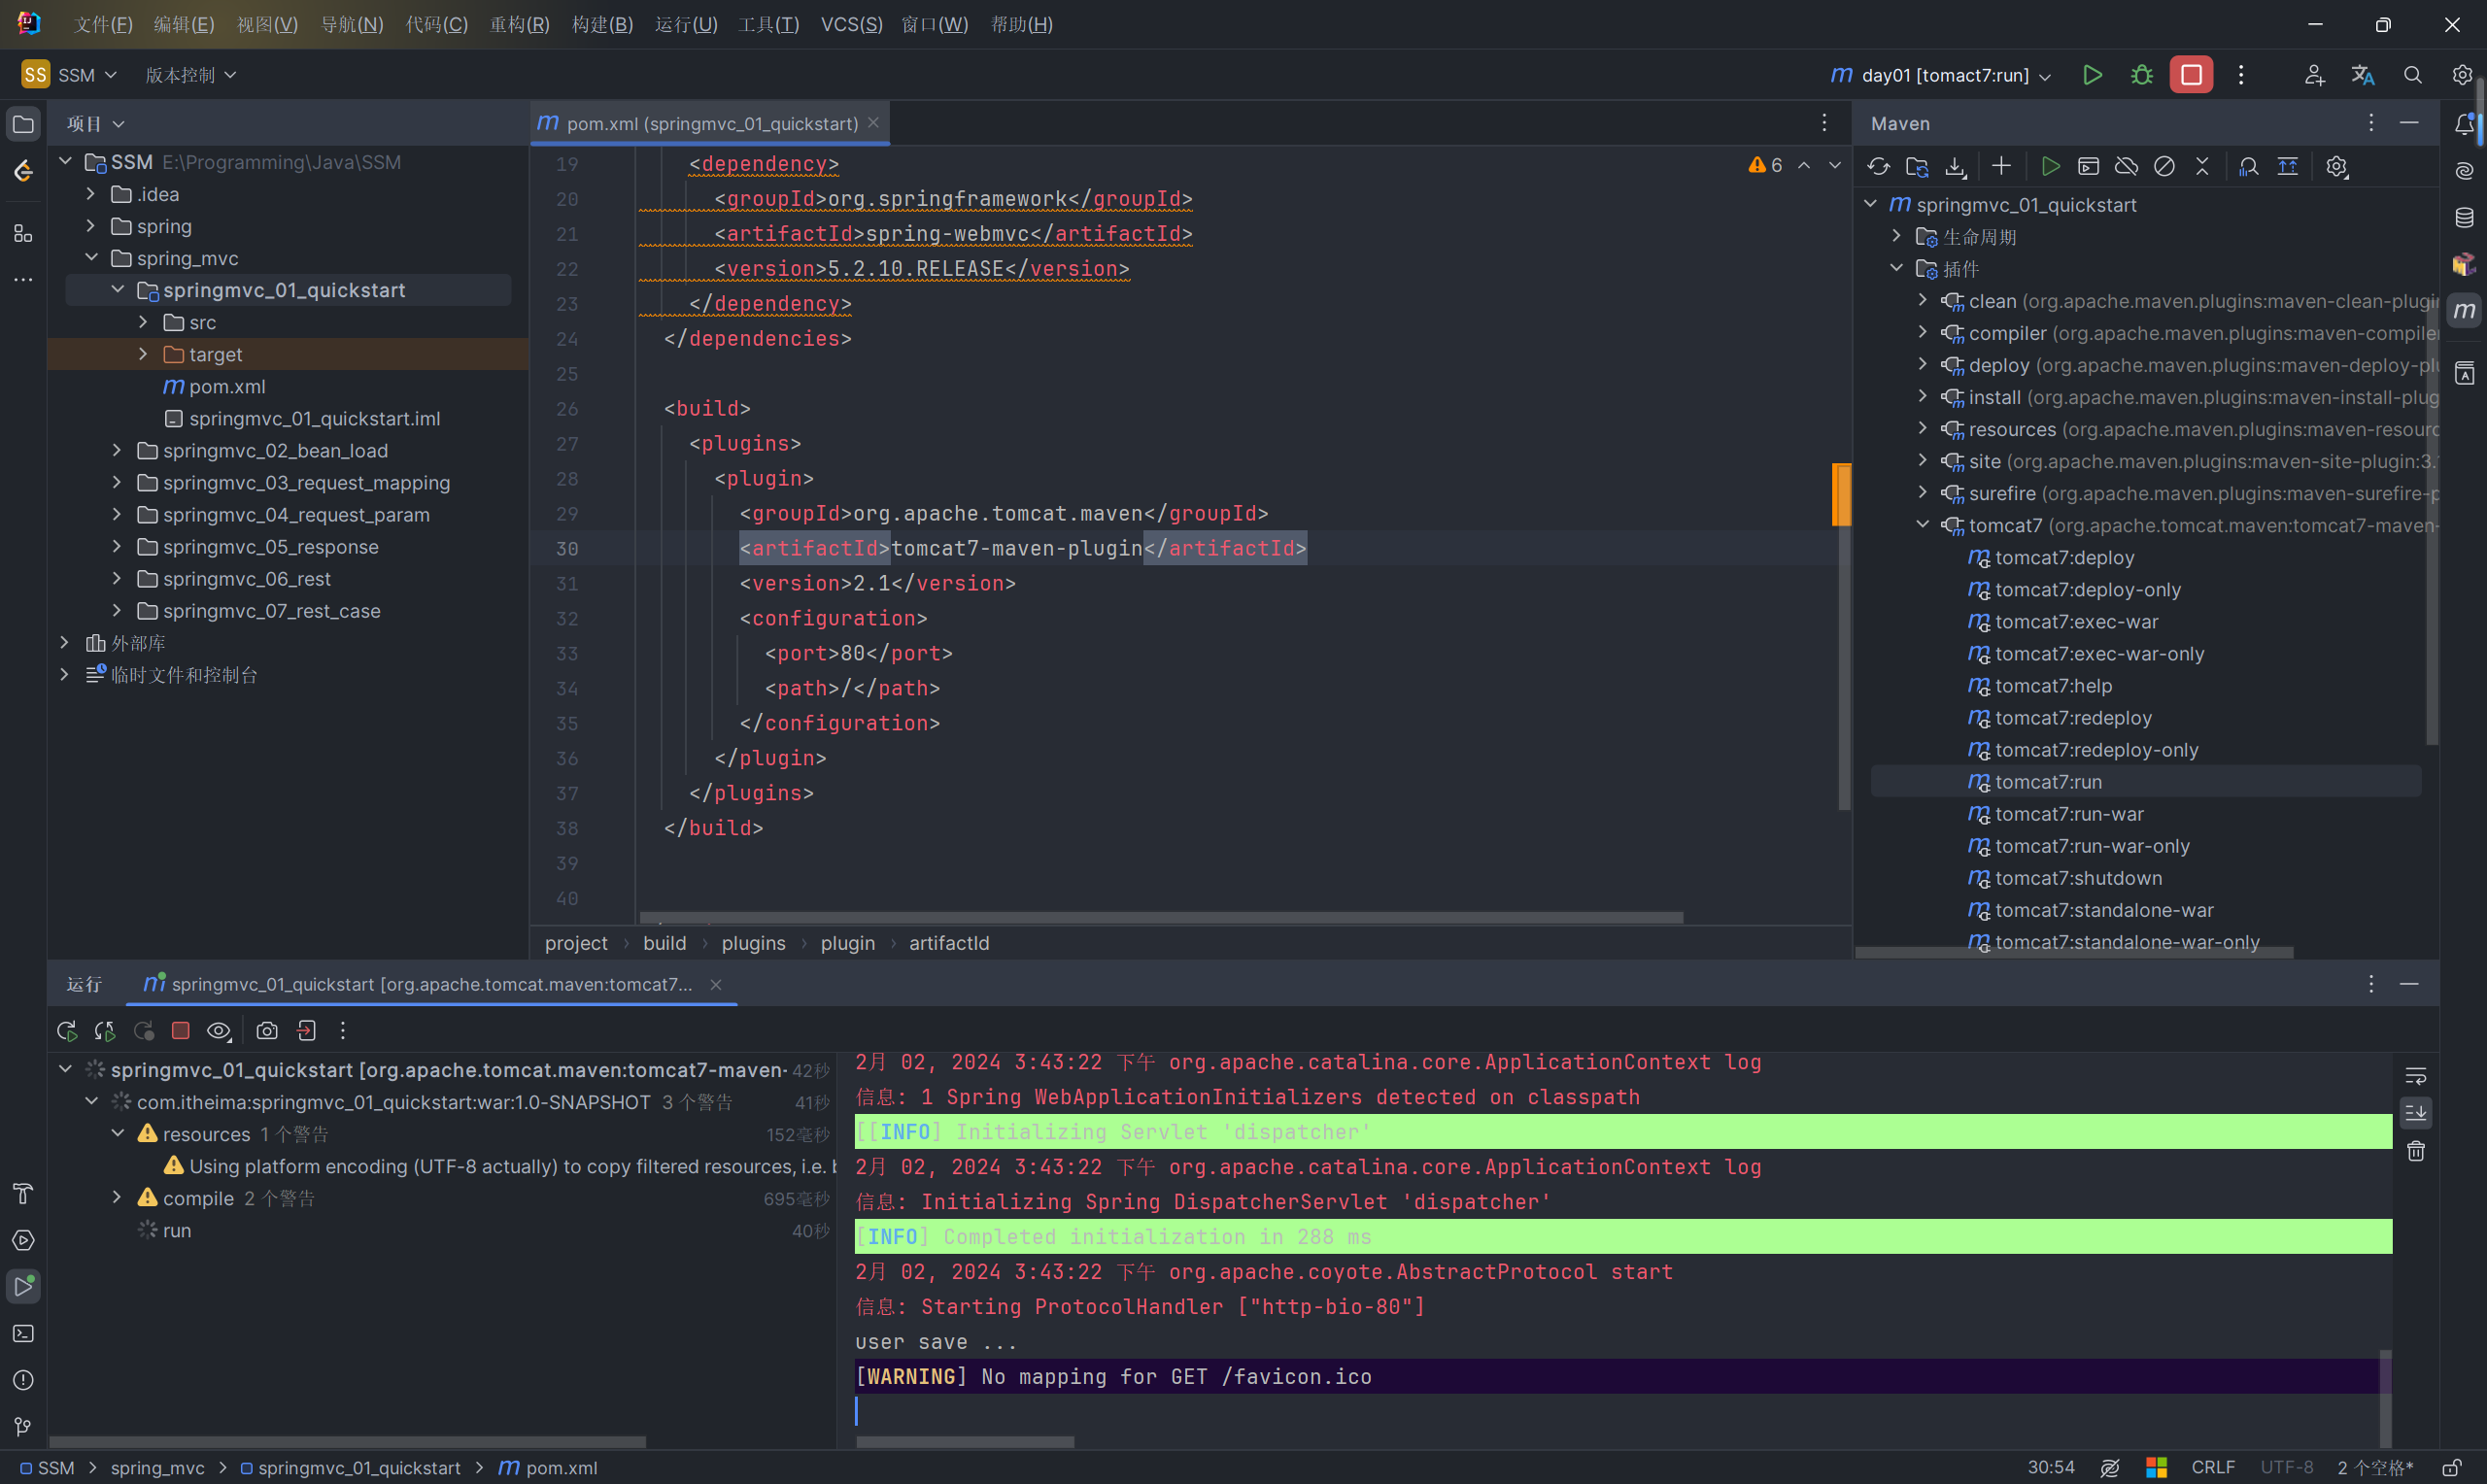 文件(F) 编辑(E) 视图(V) 导航(N) 代码(C) 重构(R) 构建(B) 运行(U) 工具(T) VCS(S) 窗口(W) 帮助(H)
SS SSM 版本控制 day01 [tomact7:run]
项目
SSM E:\Programming\Java\SSM
.idea
spring
spring_mvc
springmvc_01_quickstart
src
target
pom.xml
springmvc_01_quickstart.iml
springmvc_02_bean_load
springmvc_03_request_mapping
springmvc_04_request_param
springmvc_05_response
springmvc_06_rest
springmvc_07_rest_case
外部库
临时文件和控制台
pom.xml (springmvc_01_quickstart)
6
19 <dependency>
20 <groupId>org.springframework</groupId>
21 <artifactId>spring-webmvc</artifactId>
22 <version>5.2.10.RELEASE</version>
23 </dependency>
24 </dependencies>
25
26 <build>
27 <plugins>
28 <plugin>
29 <groupId>org.apache.tomcat.maven</groupId>
30 <artifactId>tomcat7-maven-plugin</artifactId>
31 <version>2.1</version>
32 <configuration>
33 <port>80</port>
34 <path>/</path>
35 </configuration>
36 </plugin>
37 </plugins>
38 </build>
39
40
project › build › plugins › plugin › artifactId
Maven
springmvc_01_quickstart
生命周期
插件
clean (org.apache.maven.plugins:maven-clean-plugin
compiler (org.apache.maven.plugins:maven-compiler
deploy (org.apache.maven.plugins:maven-deploy-plu
install (org.apache.maven.plugins:maven-install-plug
resources (org.apache.maven.plugins:maven-resourc
site (org.apache.maven.plugins:maven-site-plugin:3.
surefire (org.apache.maven.plugins:maven-surefire-p
tomcat7 (org.apache.tomcat.maven:tomcat7-maven-
tomcat7:deploy
tomcat7:deploy-only
tomcat7:exec-war
tomcat7:exec-war-only
tomcat7:help
tomcat7:redeploy
tomcat7:redeploy-only
tomcat7:run
tomcat7:run-war
tomcat7:run-war-only
tomcat7:shutdown
tomcat7:standalone-war
tomcat7:standalone-war-only
运行 springmvc_01_quickstart [org.apache.tomcat.maven:tomcat7...
springmvc_01_quickstart [org.apache.tomcat.maven:tomcat7-maven- 42秒
com.itheima:springmvc_01_quickstart:war:1.0-SNAPSHOT 3 个警告 41秒
resources 1 个警告 152毫秒
Using platform encoding (UTF-8 actually) to copy filtered resources, i.e.
compile 2 个警告 695毫秒
run 40秒
2月 02, 2024 3:43:22 下午 org.apache.catalina.core.ApplicationContext log
信息: 1 Spring WebApplicationInitializers detected on classpath
[[INFO] Initializing Servlet 'dispatcher'
2月 02, 2024 3:43:22 下午 org.apache.catalina.core.ApplicationContext log
信息: Initializing Spring DispatcherServlet 'dispatcher'
[INFO] Completed initialization in 288 ms
2月 02, 2024 3:43:22 下午 org.apache.coyote.AbstractProtocol start
信息: Starting ProtocolHandler ["http-bio-80"]
user save ...
[WARNING] No mapping for GET /favicon.ico
SSM > spring_mvc > springmvc_01_quickstart > pom.xml 30:54 CRLF UTF-8 2 个空格*